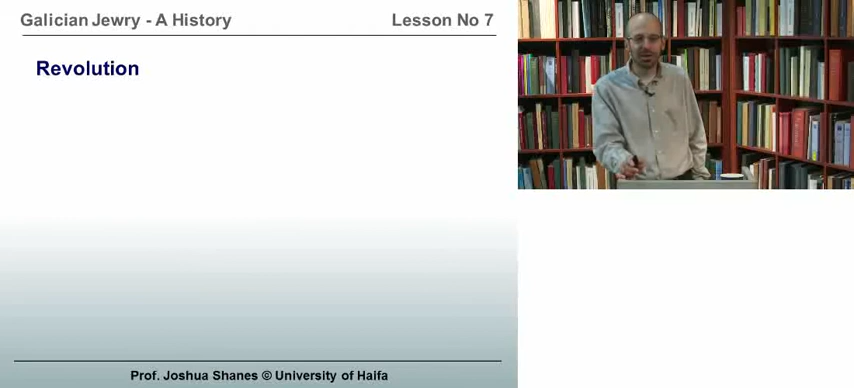 Galician Jewry - A History
Lesson No 7
Revolution
Prof. Joshua Shanes © University of Haifa